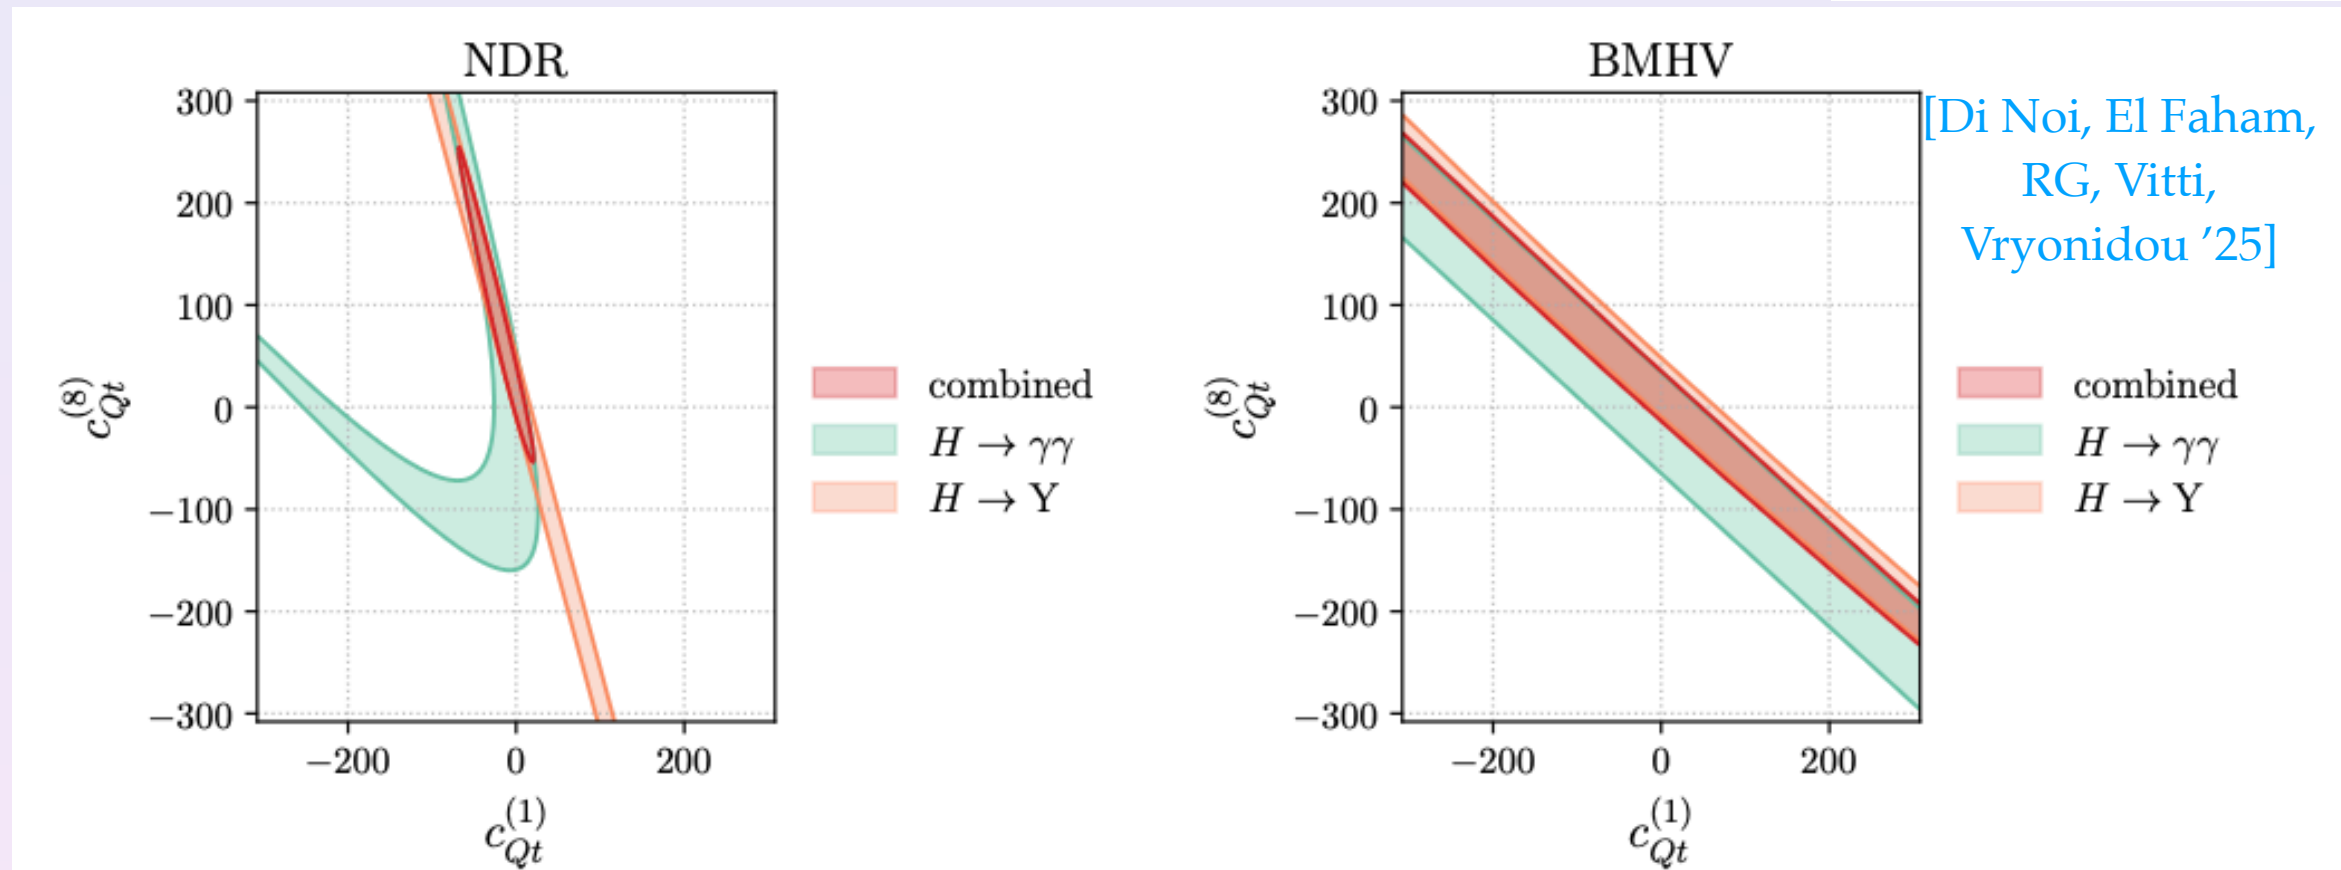 NDR
300
200
100
0
−100
−200
−300
−200 0 200
c_{Qt}^{(8)}
c_{Qt}^{(1)}
combined
H → γγ
H → Y
BMHV
300
200
100
0
−100
−200
−300
−200 0 200
c_{Qt}^{(8)}
c_{Qt}^{(1)}
combined
H → γγ
H → Y
[Di Noi, El Faham,
RG, Vitti,
Vryonidou ’25]